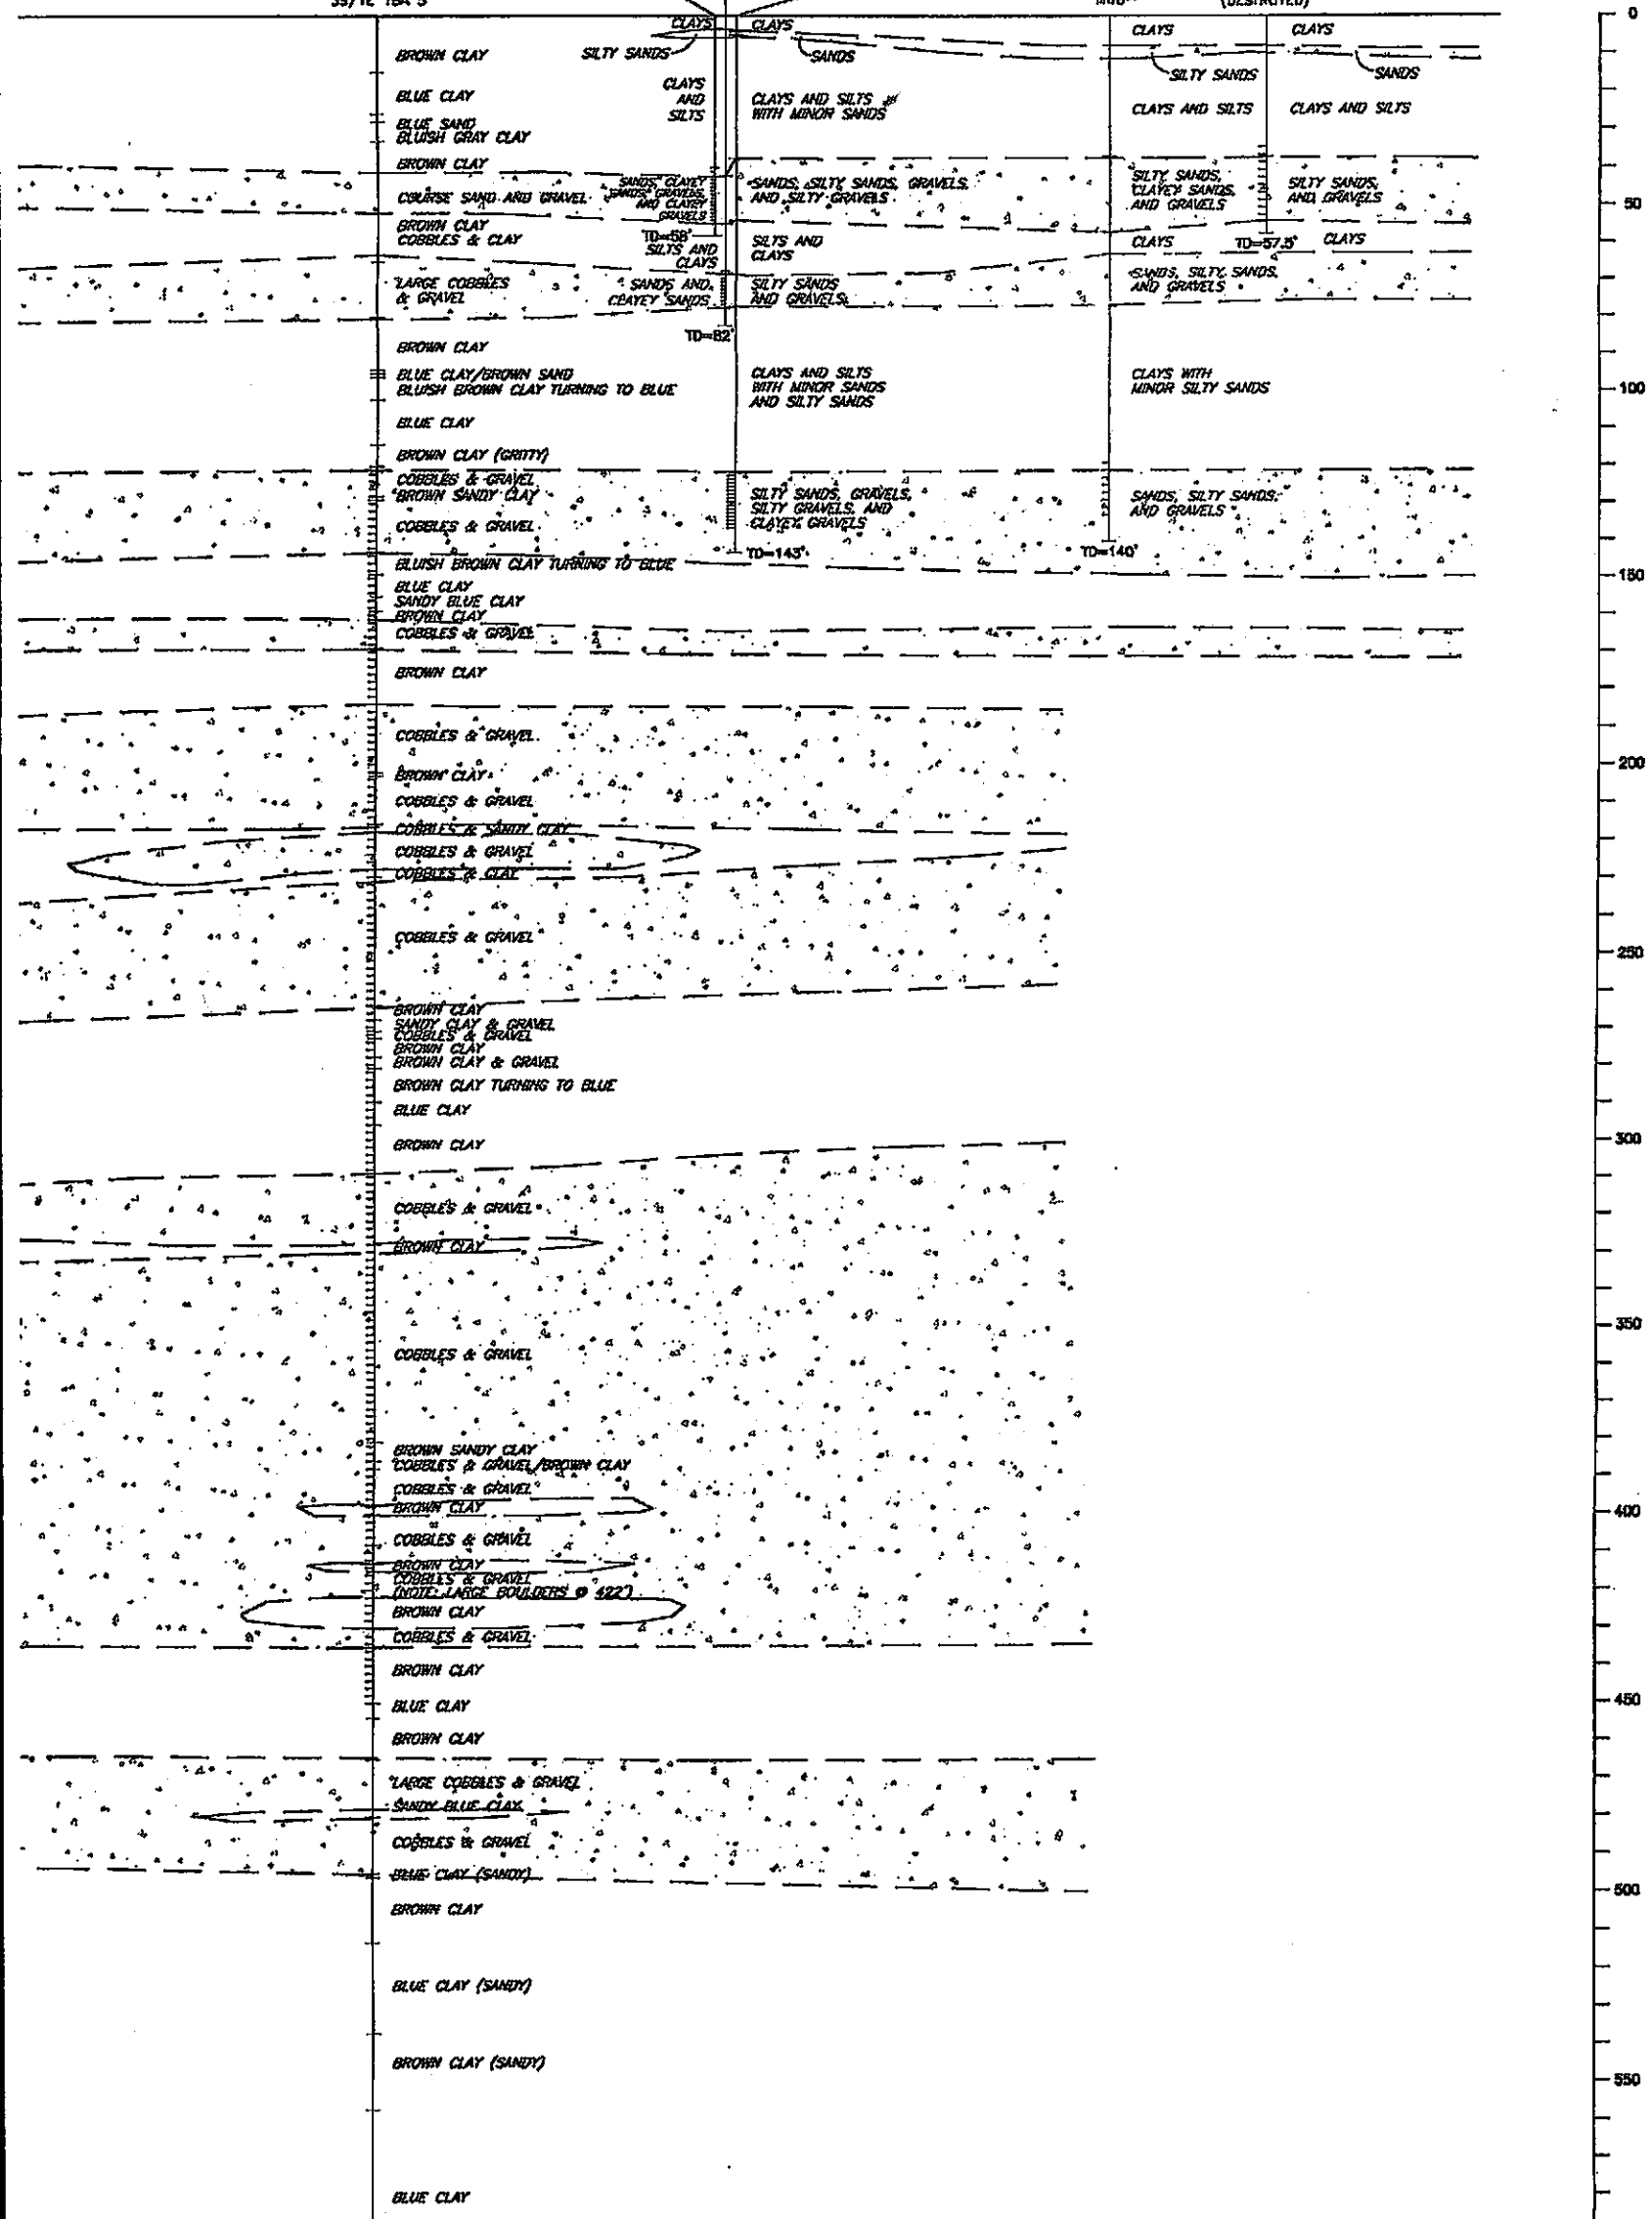 (DESTROYED)
0
CLAYS
CLAYS
CLAYS
CLAYS
BROWN CLAY
SILTY SANDS
SANDS
SILTY SANDS
SANDS
BLUE CLAY
CLAYS
AND
SILTS
CLAYS AND SILTS
WITH MINOR SANDS
CLAYS AND SILTS
CLAYS AND SILTS
BLUE SAND
BLUISH GRAY CLAY
BROWN CLAY
COURSE SAND AND GRAVEL
SANDS, CLAYEY
SANDS, GRAVELS,
AND CLAYEY
GRAVELS
SANDS, SILTY SANDS, GRAVELS,
AND SILTY GRAVELS
SILTY SANDS,
CLAYEY SANDS,
AND GRAVELS
SILTY SANDS,
AND GRAVELS
50
BROWN CLAY
COBBLES & CLAY
TD=58'
SILTS AND
CLAYS
SILTS AND
CLAYS
CLAYS
TD=57.5'
CLAYS
LARGE COBBLES
& GRAVEL
SANDS AND
CLAYEY SANDS
SILTY SANDS
AND GRAVELS
SANDS, SILTY SANDS,
AND GRAVELS
TD=82'
BROWN CLAY
BLUE CLAY/BROWN SAND
BLUISH BROWN CLAY TURNING TO BLUE
CLAYS AND SILTS
WITH MINOR SANDS
AND SILTY SANDS
CLAYS WITH
MINOR SILTY SANDS
100
BLUE CLAY
BROWN CLAY (GRITTY)
COBBLES & GRAVEL
BROWN SANDY CLAY
COBBLES & GRAVEL
SILTY SANDS, GRAVELS,
SILTY GRAVELS, AND
CLAYEY GRAVELS
SANDS, SILTY SANDS,
AND GRAVELS
TD=143'
TD=140'
BLUISH BROWN CLAY TURNING TO BLUE
150
BLUE CLAY
SANDY BLUE CLAY
BROWN CLAY
COBBLES & GRAVEL
BROWN CLAY
COBBLES & GRAVEL
200
BROWN CLAY
COBBLES & GRAVEL
COBBLES & SANDY CLAY
COBBLES & GRAVEL
COBBLES & CLAY
COBBLES & GRAVEL
250
BROWN CLAY
SANDY CLAY & GRAVEL
COBBLES & GRAVEL
BROWN CLAY
BROWN CLAY & GRAVEL
BROWN CLAY TURNING TO BLUE
BLUE CLAY
BROWN CLAY
300
COBBLES & GRAVEL
BROWN CLAY
350
COBBLES & GRAVEL
BROWN SANDY CLAY
COBBLES & GRAVEL/BROWN CLAY
COBBLES & GRAVEL
BROWN CLAY
400
COBBLES & GRAVEL
BROWN CLAY
COBBLES & GRAVEL
(NOTE: LARGE BOULDERS @ 422')
BROWN CLAY
COBBLES & GRAVEL
BROWN CLAY
BLUE CLAY
450
BROWN CLAY
LARGE COBBLES & GRAVEL
SANDY BLUE CLAY
COBBLES & GRAVEL
BLUE CLAY (SANDY)
500
BROWN CLAY
BLUE CLAY (SANDY)
BROWN CLAY (SANDY)
550
BLUE CLAY